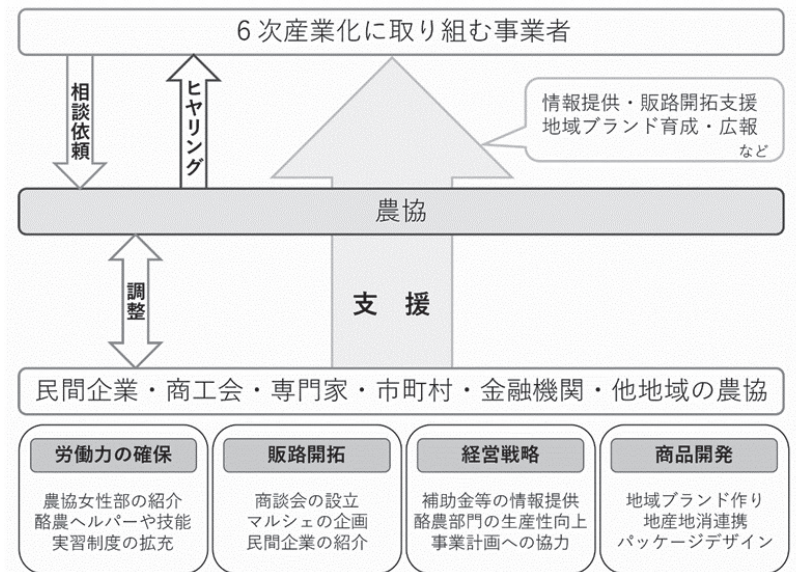 6次産業化に取り組む事業者
相談依頼
ヒヤリング
情報提供・販路開拓支援
地域ブランド育成・広報
など
農協
調整
支 援
民間企業・商工会・専門家・市町村・金融機関・他地域の農協
労働力の確保
農協女性部の紹介
酪農ヘルパーや技能
実習制度の拡充
販路開拓
商談会の設立
マルシェの企画
民間企業の紹介
経営戦略
補助金等の情報提供
酪農部門の生産性向上
事業計画への協力
商品開発
地域ブランド作り
地産地消連携
パッケージデザイン